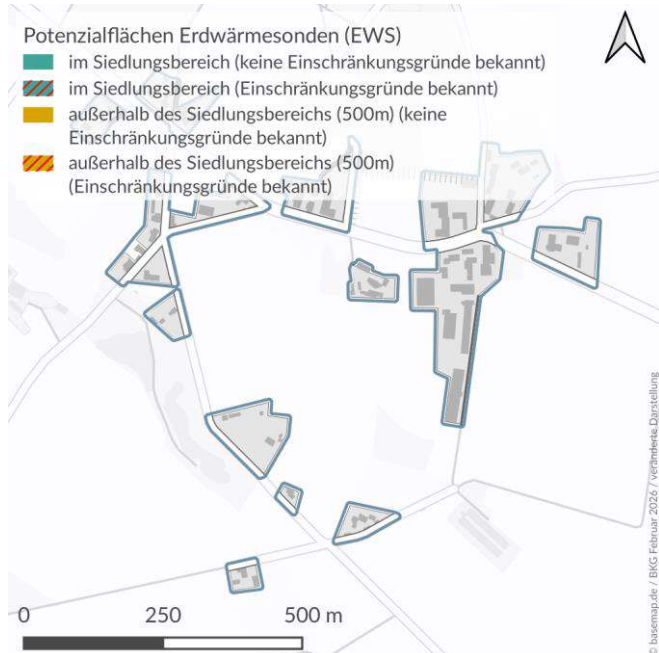 Potenzialflächen Erdwärmesonden (EWS)
im Siedlungsbereich (keine Einschränkungsgründe bekannt)
im Siedlungsbereich (Einschränkungsgründe bekannt)
außerhalb des Siedlungsbereichs (500m) (keine
Einschränkungsgründe bekannt)
außerhalb des Siedlungsbereichs (500m)
(Einschränkungsgründe bekannt)
0 250 500 m
© basemap.de / BKG Februar 2026 / veränderte Darstellung